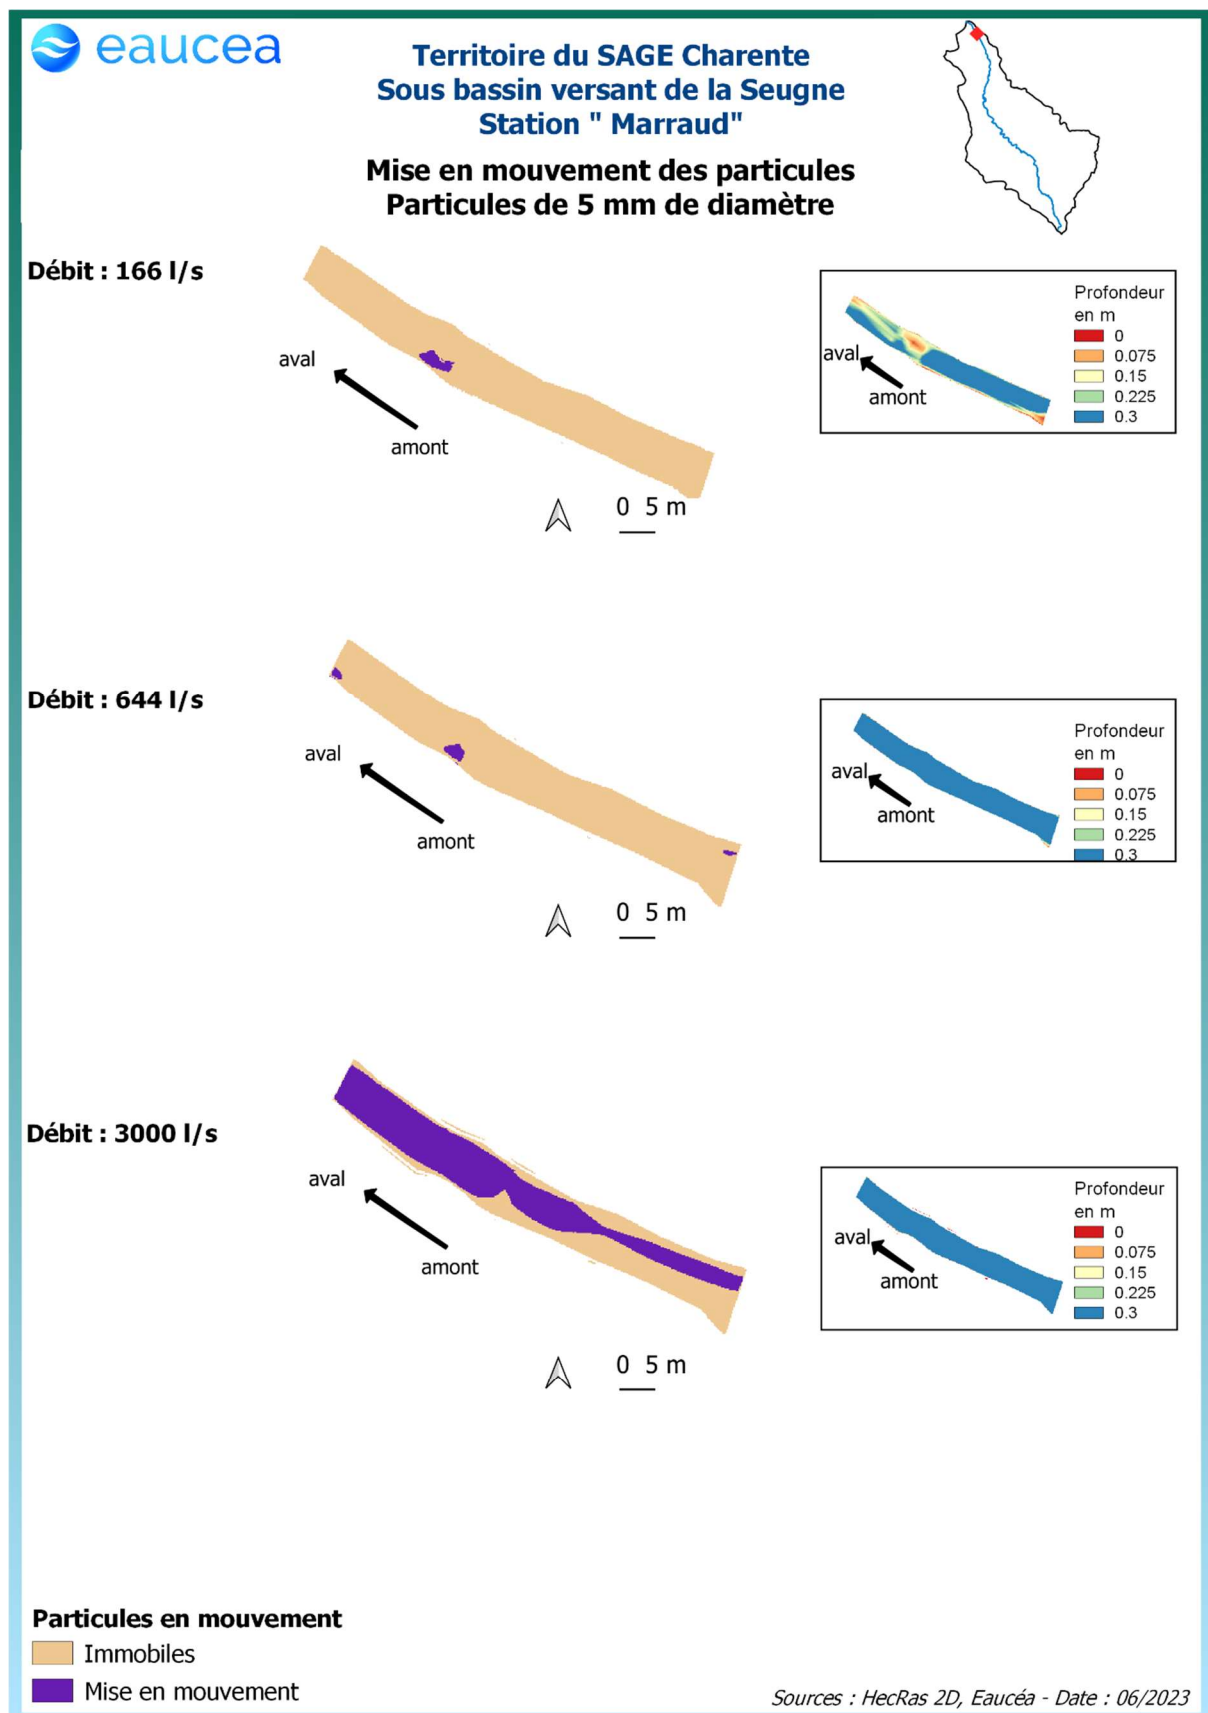 eaucea
Territoire du SAGE Charente
Sous bassin versant de la Seugne
Station " Marraud"
Mise en mouvement des particules
Particules de 5 mm de diamètre
Débit : 166 l/s
aval
amont
0 5 m
Profondeur
en m
0
0.075
0.15
0.225
0.3
aval
amont
Débit : 644 l/s
aval
amont
0 5 m
Profondeur
en m
0
0.075
0.15
0.225
0.3
aval
amont
Débit : 3000 l/s
aval
amont
0 5 m
Profondeur
en m
0
0.075
0.15
0.225
0.3
aval
amont
Particules en mouvement
Immobiles
Mise en mouvement
Sources : HecRas 2D, Eaucéa - Date : 06/2023